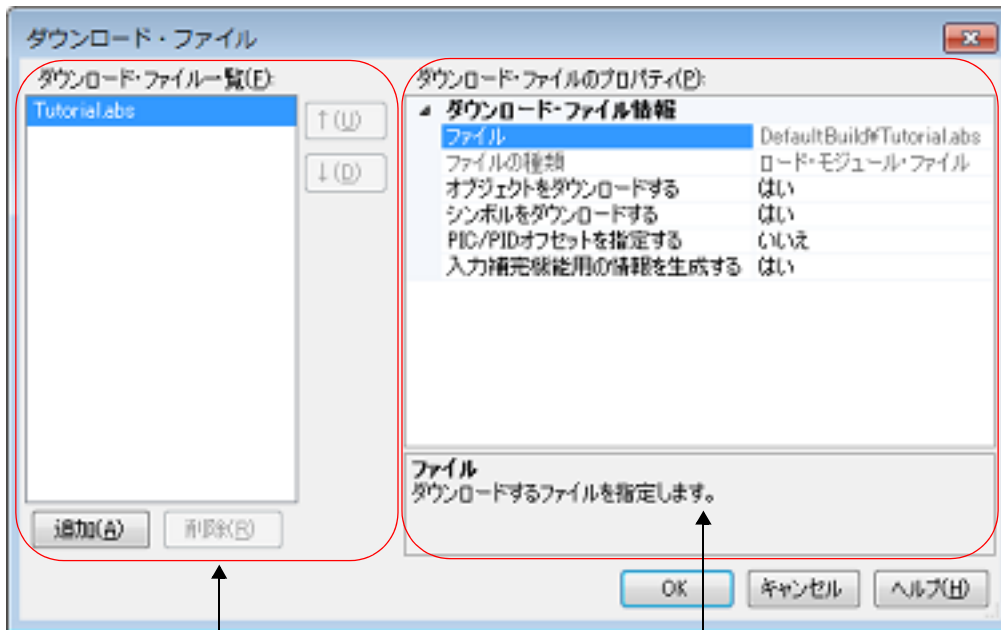 ダウンロード・ファイル
ダウンロード・ファイル一覧(F):
Tutorial.abs
↑(U)
↓(D)
追加(A)
削除(R)
ダウンロード・ファイルのプロパティ(P):
ダウンロード・ファイル情報
ファイル DefaultBuild¥Tutorial.abs
ファイルの種類 ロード・モジュール・ファイル
オブジェクトをダウンロードする はい
シンボルをダウンロードする はい
PIC/PIDオフセットを指定する いいえ
入力補完機能用の情報を生成する はい
ファイル
ダウンロードするファイルを指定します。
OK
キャンセル
ヘルプ(H)